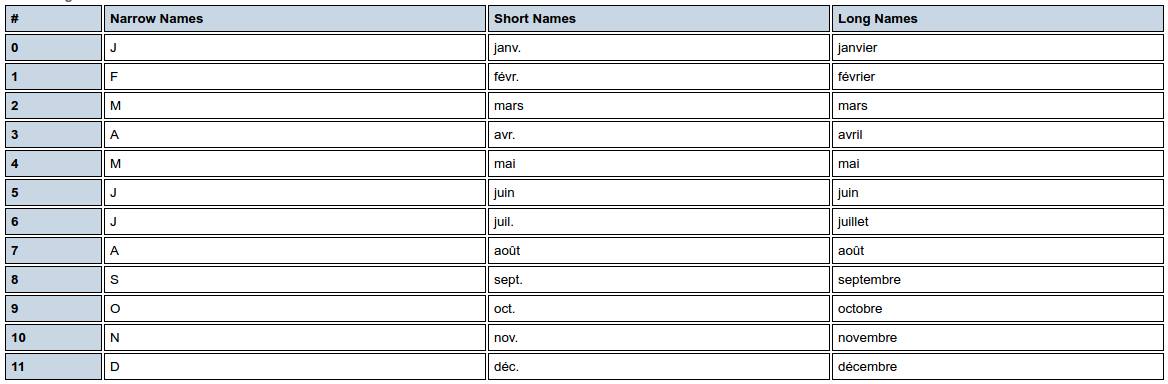 # Narrow Names Short Names Long Names
0 J janv. janvier
1 F févr. février
2 M mars mars
3 A avr. avril
4 M mai mai
5 J juin juin
6 J juil. juillet
7 A août août
8 S sept. septembre
9 O oct. octobre
10 N nov. novembre
11 D déc. décembre